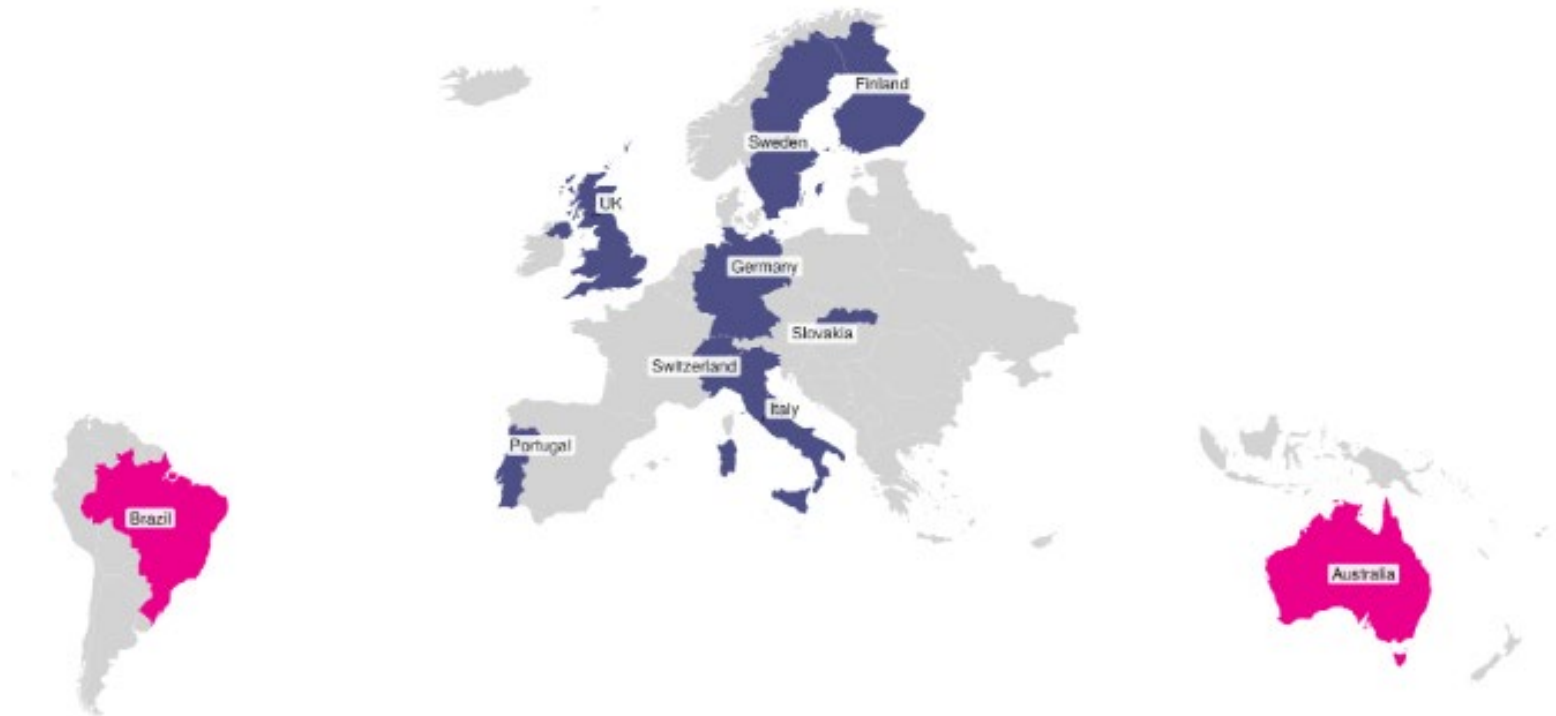 Finland
Sweden
UK
Germany
Slovakia
Switzerland
Italy
Portugal
Brazil
Australia